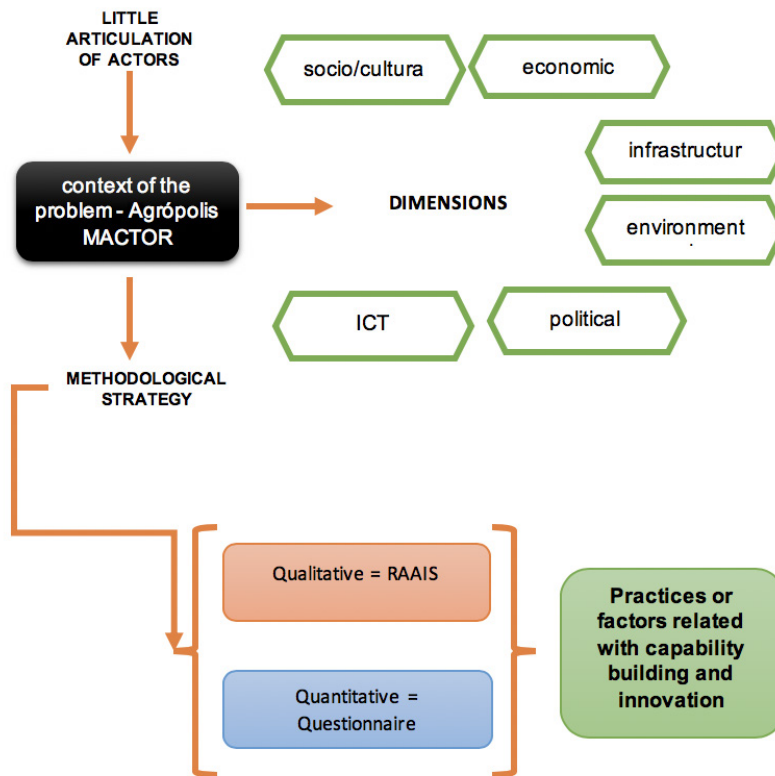 LITTLE
ARTICULATION
OF ACTORS
socio/cultura
economic
context of the
problem - Agrópolis
MACTOR
DIMENSIONS
infrastructur
environment
.
ICT
political
METHODOLOGICAL
STRATEGY
Qualitative = RAAIS
Quantitative =
Questionnaire
Practices or
factors related
with capability
building and
innovation